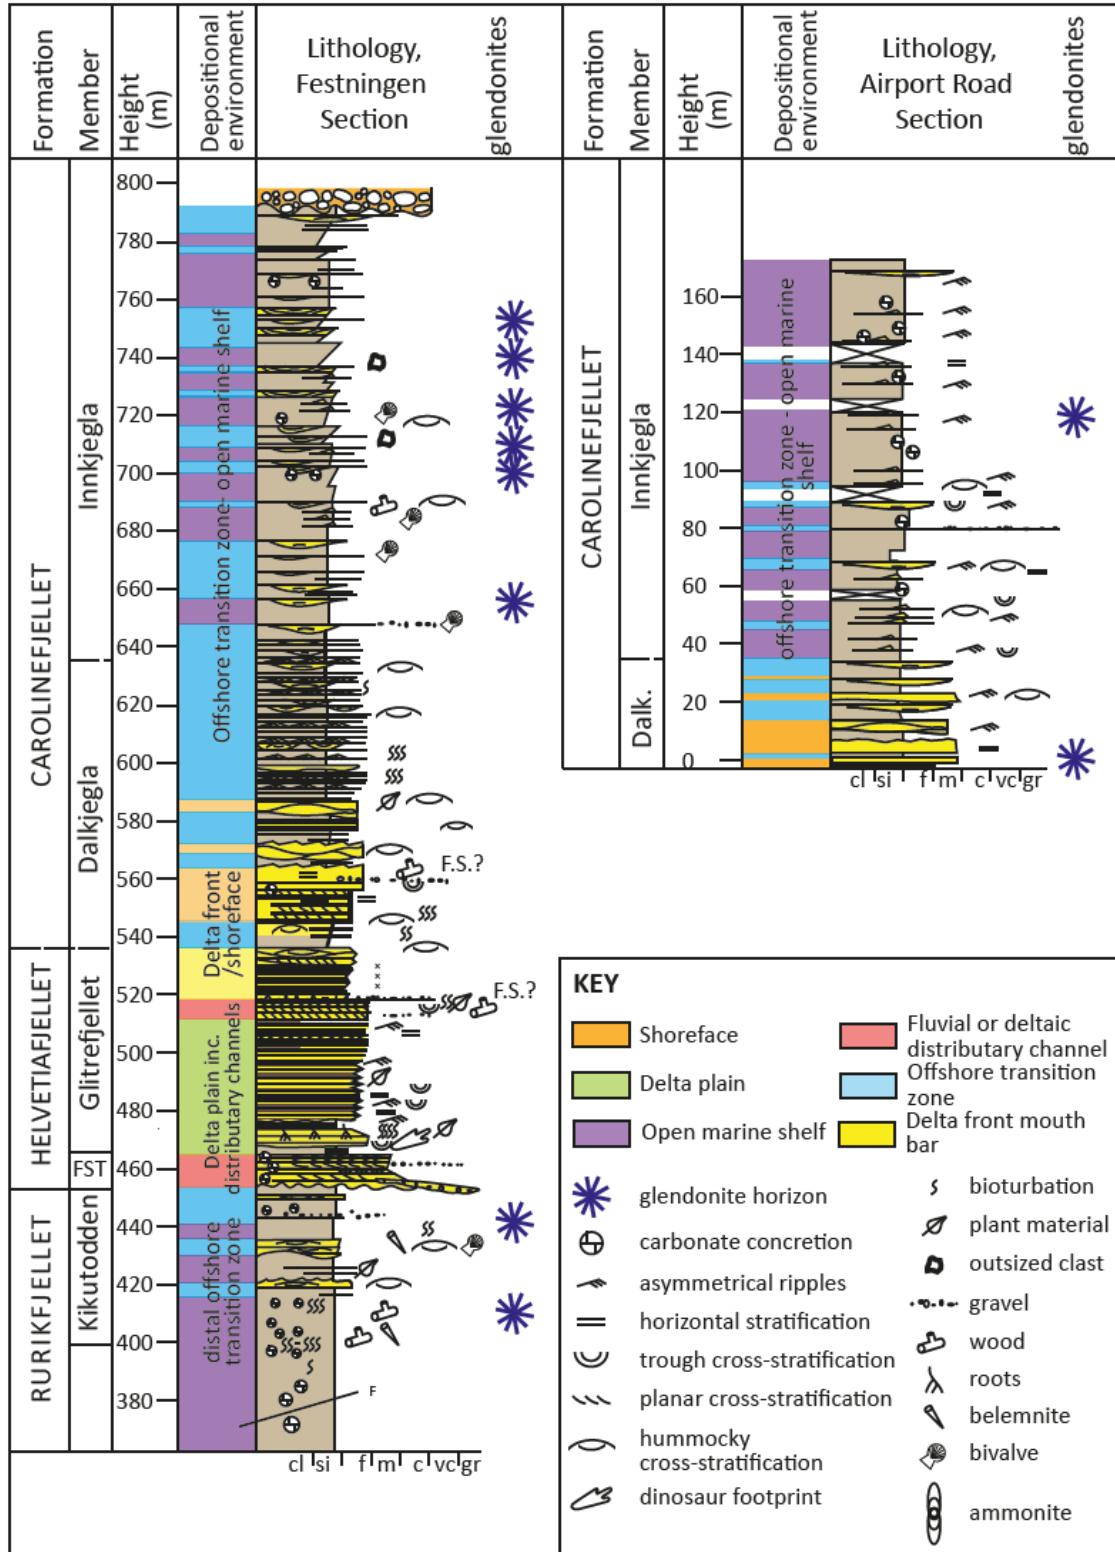 Formation
Member
Height
(m)
Depositional
environment
Lithology,
Festningen
Section
glendonites
800
780
760
740
720
700
680
660
640
620
600
580
560
540
520
500
480
460
440
420
400
380
CAROLINEFJELLET
HELVETIAFJELLET
RURIKFJELLET
Innkjegla
Dalkjegla
Glitrefjellet
FST
Kikutodden
Offshore transition zone- open marine shelf
Delta front
/shoreface
Delta plain inc.
distributary channels
distal offshore
transition zone
F.S.?
F.S.?
F
cl si f m c vc gr
Formation
Member
Height
(m)
Depositional
environment
Lithology,
Airport Road
Section
glendonites
160
140
120
100
80
60
40
20
0
CAROLINEFJELLET
Innkjegla
Dalk.
offshore transition zone - open marine
shelf
cl si f m c vc gr
KEY
Shoreface
Delta plain
Open marine shelf
Fluvial or deltaic
distributary channel
Offshore transition
zone
Delta front mouth
bar
glendonite horizon
carbonate concretion
asymmetrical ripples
horizontal stratification
trough cross-stratification
planar cross-stratification
hummocky
cross-stratification
dinosaur footprint
bioturbation
plant material
outsized clast
gravel
wood
roots
belemnite
bivalve
ammonite